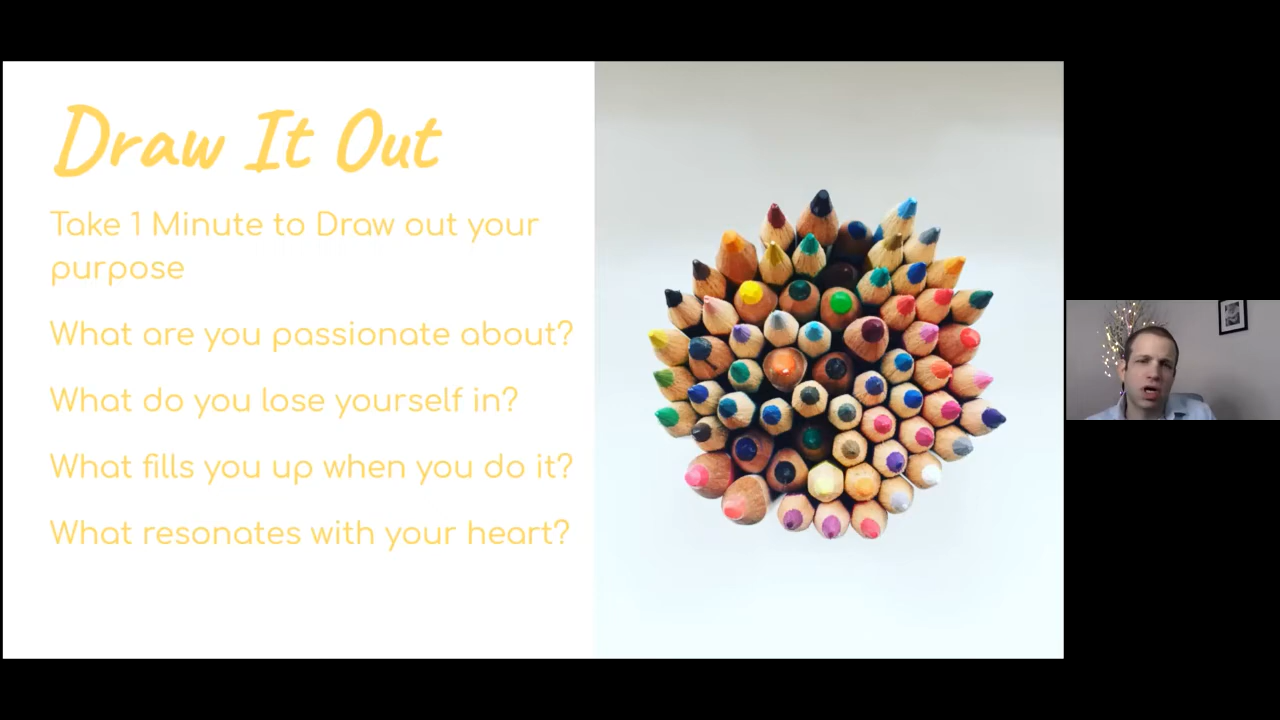 Draw It Out
Take 1 Minute to Draw out your
purpose
What are you passionate about?
What do you lose yourself in?
What fills you up when you do it?
What resonates with your heart?